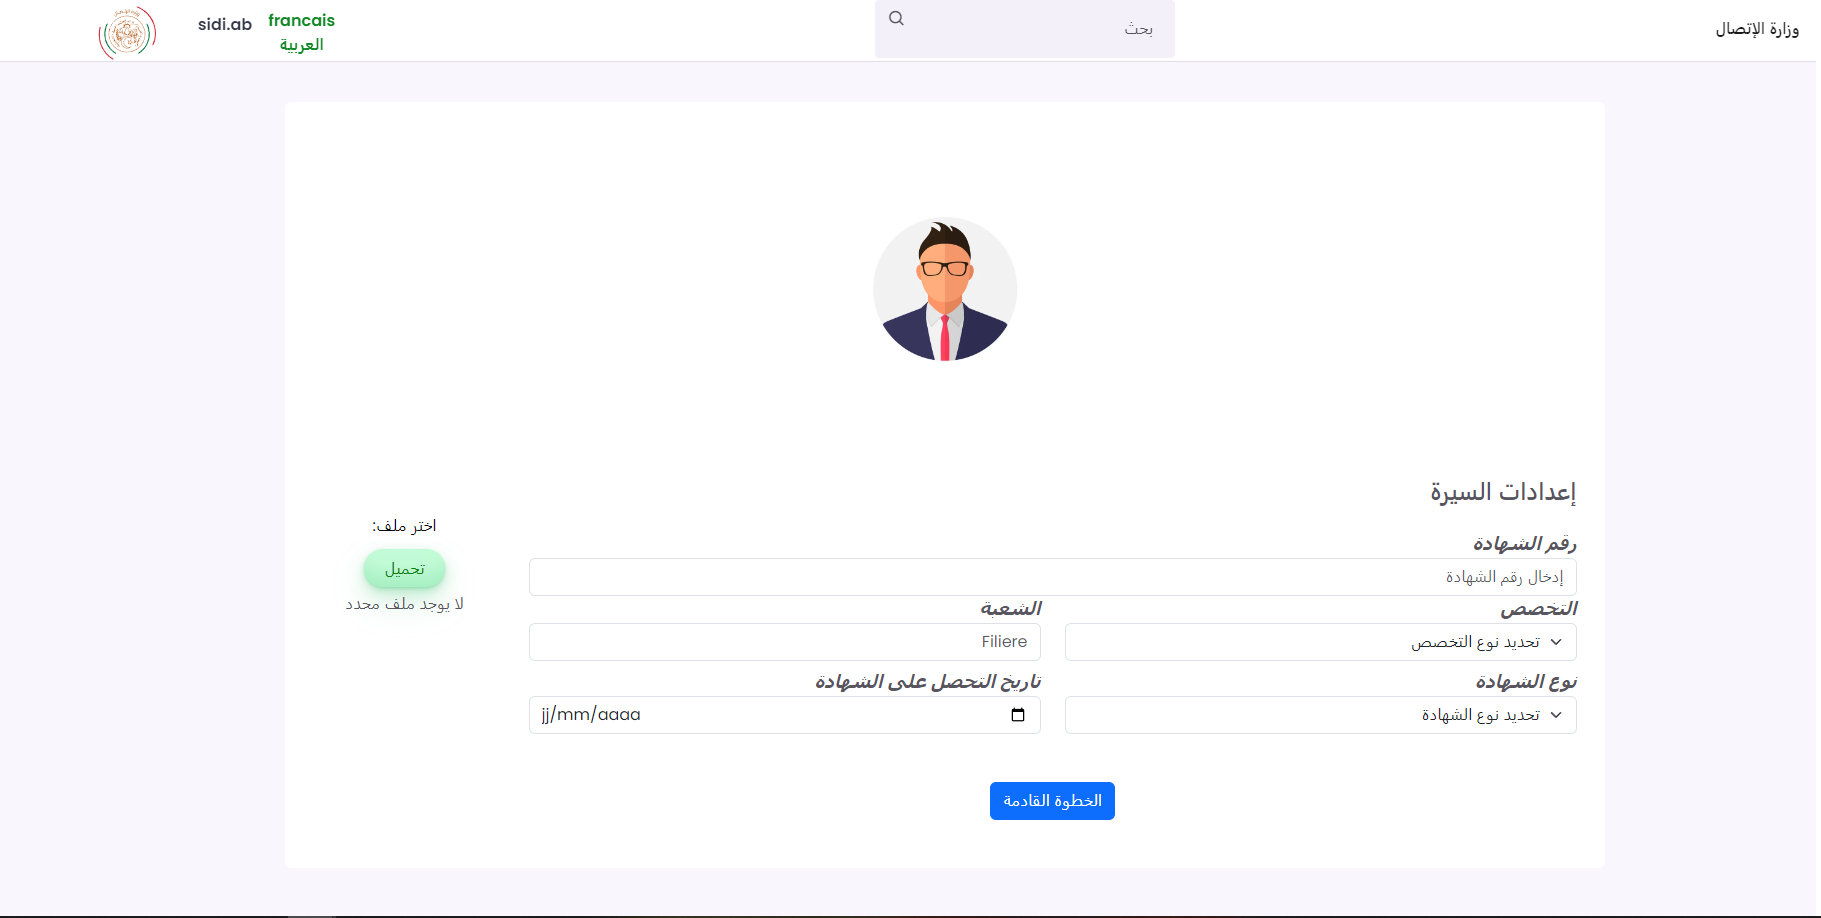 وزارة الإتصال
بحث
francais
العربية
sidi.ab
إعدادات السيرة
رقم الشهادة
إدخال رقم الشهادة
التخصص
الشعبة
تحديد نوع التخصص
Filiere
نوع الشهادة
تاريخ التحصل على الشهادة
تحديد نوع الشهادة
jj/mm/aaaa
اختر ملف:
تحميل
لا يوجد ملف محدد
الخطوة القادمة